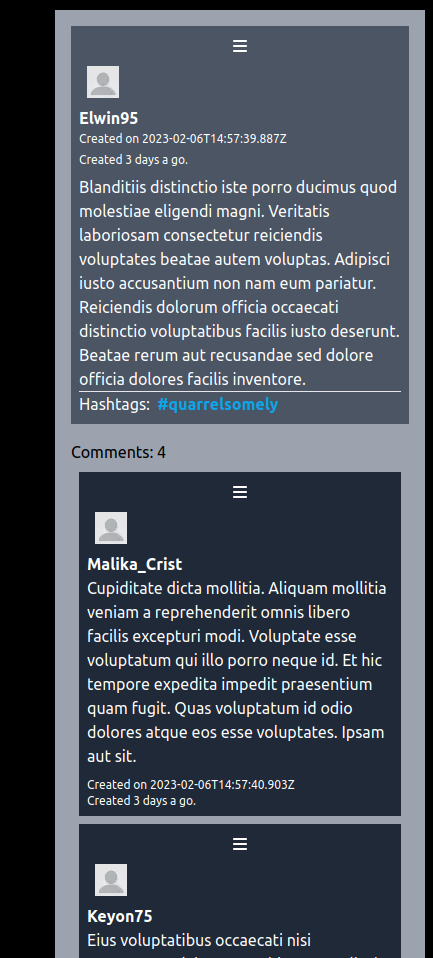 Elwin95
Created on 2023-02-06T14:57:39.887Z
Created 3 days a go.
Blanditiis distinctio iste porro ducimus quod
molestiae eligendi magni. Veritatis
laboriosam consectetur reiciendis
voluptates beatae autem voluptas. Adipisci
iusto accusantium non nam eum pariatur.
Reiciendis dolorum officia occaecati
distinctio voluptatibus facilis iusto deserunt.
Beatae rerum aut recusandae sed dolore
officia dolores facilis inventore.
Hashtags: #quarrelsomely
Comments: 4
Malika_Crist
Cupiditate dicta mollitia. Aliquam mollitia
veniam a reprehenderit omnis libero
facilis excepturi modi. Voluptate esse
voluptatum qui illo porro neque id. Et hic
tempore expedita impedit praesentium
quam fugit. Quas voluptatum id odio
dolores atque eos esse voluptates. Ipsam
aut sit.
Created on 2023-02-06T14:57:40.903Z
Created 3 days a go.
Keyon75
Eius voluptatibus occaecati nisi